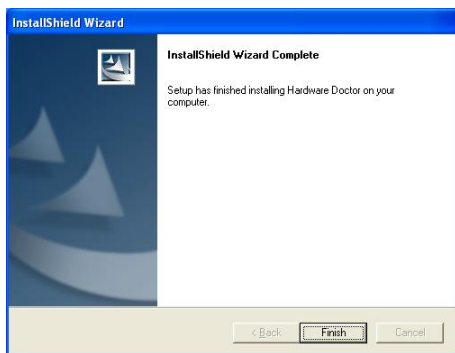 InstallShield Wizard
InstallShield Wizard Complete
Setup has finished installing Hardware Doctor on your
computer.
< Back
Finish
Cancel